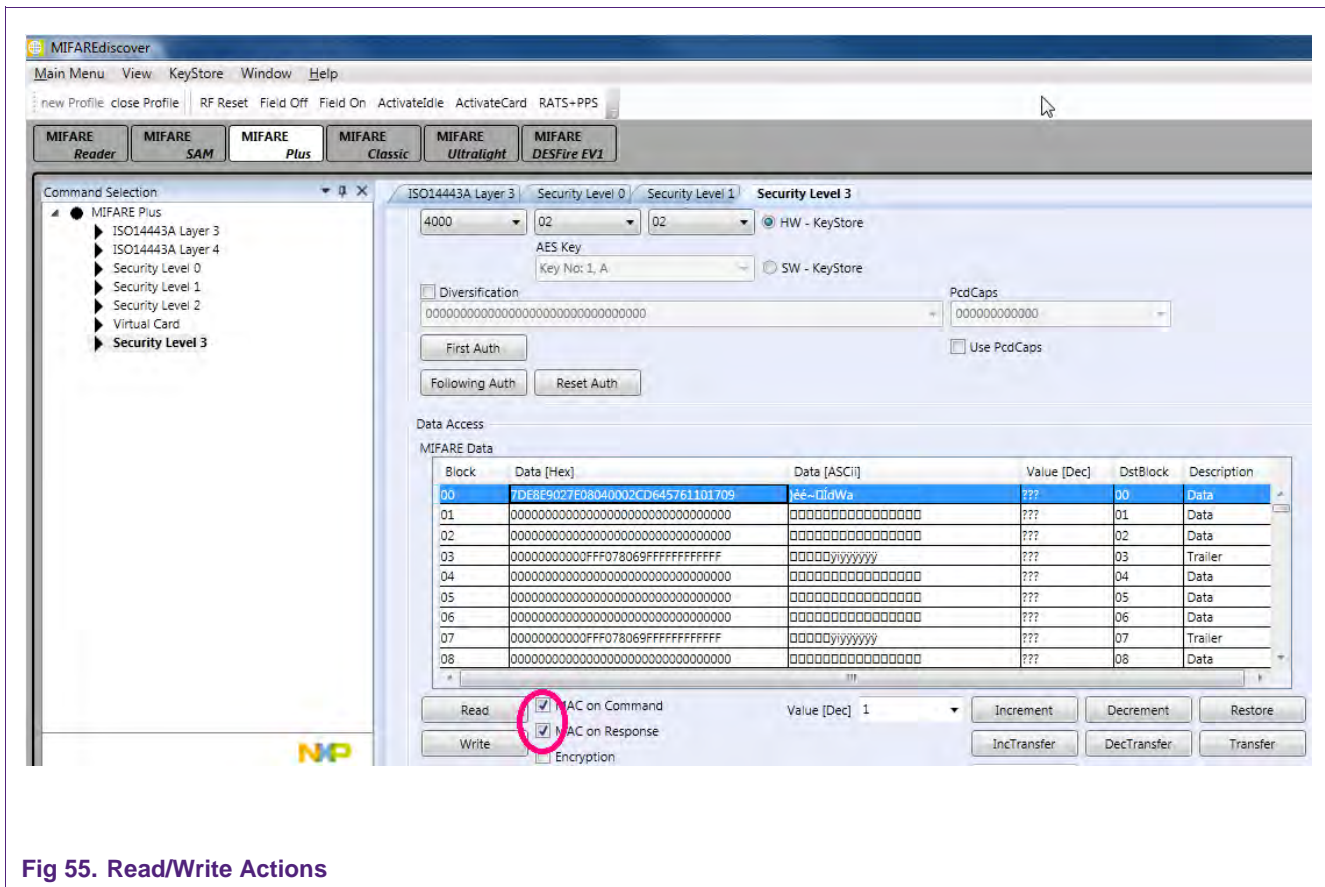 MIFAREdiscover
Main Menu View KeyStore Window Help
new Profile close Profile RF Reset Field Off Field On ActivateIdle ActivateCard RATS+PPS
MIFARE Reader MIFARE SAM MIFARE Plus MIFARE Classic MIFARE Ultralight MIFARE DESFire EV1
Command Selection
MIFARE Plus
ISO14443A Layer 3
ISO14443A Layer 4
Security Level 0
Security Level 1
Security Level 2
Virtual Card
Security Level 3
NXP
ISO14443A Layer 3 Security Level 0 Security Level 1 Security Level 3
4000 02 02 HW - KeyStore
AES Key
Key No: 1, A SW - KeyStore
Diversification PcdCaps
00000000000000000000000000000000 000000000000
First Auth Use PcdCaps
Following Auth Reset Auth
Data Access
MIFARE Data
Block Data [Hex] Data [ASCii] Value [Dec] DstBlock Description
00 7DE8E9027E08040002CD645761101709 }éé~□ÍdWa ??? 00 Data
01 00000000000000000000000000000000 □□□□□□□□□□□□□□□□ ??? 01 Data
02 00000000000000000000000000000000 □□□□□□□□□□□□□□□□ ??? 02 Data
03 00000000000FFF078069FFFFFFFFFFFF □□□□□ÿiÿÿÿÿÿÿ ??? 03 Trailer
04 00000000000000000000000000000000 □□□□□□□□□□□□□□□□ ??? 04 Data
05 00000000000000000000000000000000 □□□□□□□□□□□□□□□□ ??? 05 Data
06 00000000000000000000000000000000 □□□□□□□□□□□□□□□□ ??? 06 Data
07 00000000000FFF078069FFFFFFFFFFFF □□□□□ÿiÿÿÿÿÿÿ ??? 07 Trailer
08 00000000000000000000000000000000 □□□□□□□□□□□□□□□□ ??? 08 Data
Read MAC on Command Value [Dec] 1 Increment Decrement Restore
Write MAC on Response IncTransfer DecTransfer Transfer
Encryption
Fig 55. Read/Write Actions